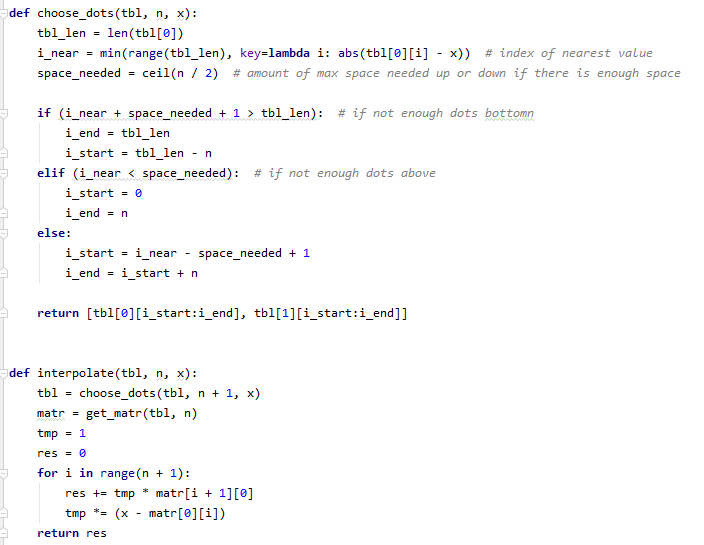 def choose_dots(tbl, n, x):
    tbl_len = len(tbl[0])
    i_near = min(range(tbl_len), key=lambda i: abs(tbl[0][i] - x))  # index of nearest value
    space_needed = ceil(n / 2)  # amount of max space needed up or down if there is enough space

    if (i_near + space_needed + 1 > tbl_len):  # if not enough dots bottomn
        i_end = tbl_len
        i_start = tbl_len - n
    elif (i_near < space_needed):  # if not enough dots above
        i_start = 0
        i_end = n
    else:
        i_start = i_near - space_needed + 1
        i_end = i_start + n

    return [tbl[0][i_start:i_end], tbl[1][i_start:i_end]]


def interpolate(tbl, n, x):
    tbl = choose_dots(tbl, n + 1, x)
    matr = get_matr(tbl, n)
    tmp = 1
    res = 0
    for i in range(n + 1):
        res += tmp * matr[i + 1][0]
        tmp *= (x - matr[0][i])
    return res